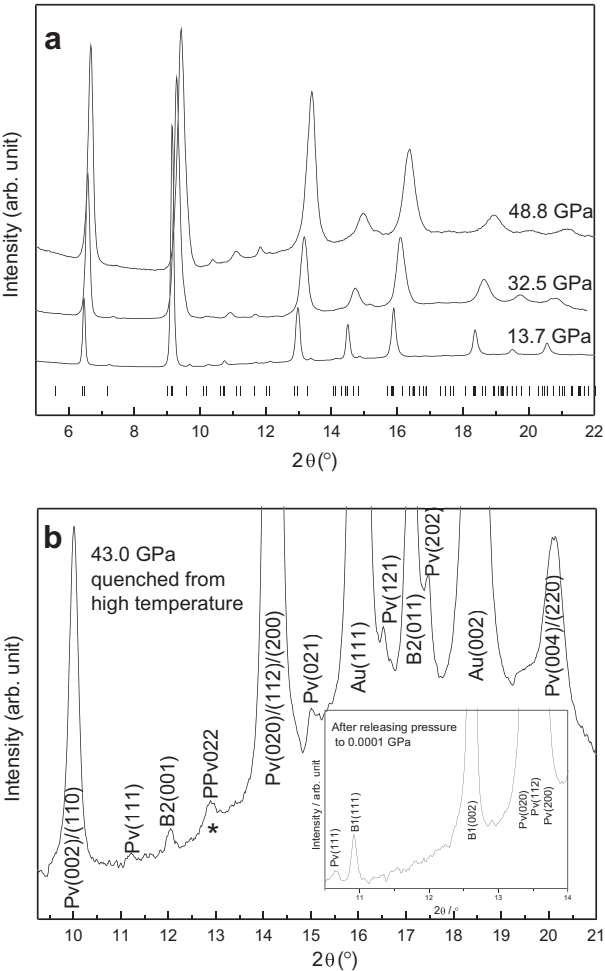 a
Intensity (arb. unit)
48.8 GPa
32.5 GPa
13.7 GPa
6 8 10 12 14 16 18 20 22
2θ(°)
b
43.0 GPa
quenched from
high temperature
Intensity (arb. unit)
Pv(002)/(110)
Pv(111)
B2(001)
PPv022
*
Pv(020)/(112)/(200)
Pv(021)
Au(111)
Pv(121)
B2(011)
Pv(202)
Au(002)
Pv(004)/(220)
After releasing pressure
to 0.0001 GPa
Intensity / arb. unit
Pv(111)
B1(111)
B1(002)
Pv(020)
Pv(112)
Pv(200)
11 12 13 14
2θ /°
10 11 12 13 14 15 16 17 18 19 20 21
2θ(°)